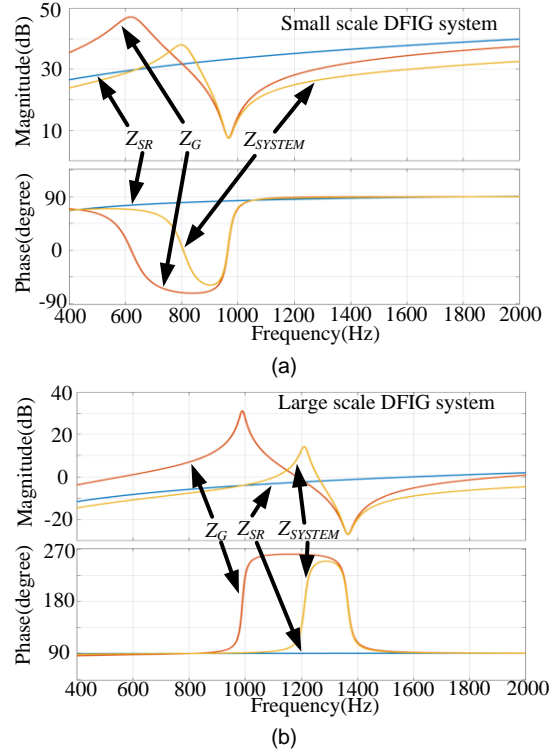 50
Small scale DFIG system
Magnitude(dB)
30
10
Z_SR
Z_G
Z_SYSTEM
Phase(degree)
90
0
-90
400 600 800 1000 1200 1400 1600 1800 2000
Frequency(Hz)
(a)
40
Large scale DFIG system
Magnitude(dB)
20
0
-20
Z_G
Z_SR
Z_SYSTEM
Phase(degree)
270
180
90
400 600 800 1000 1200 1400 1600 1800 2000
Frequency(Hz)
(b)